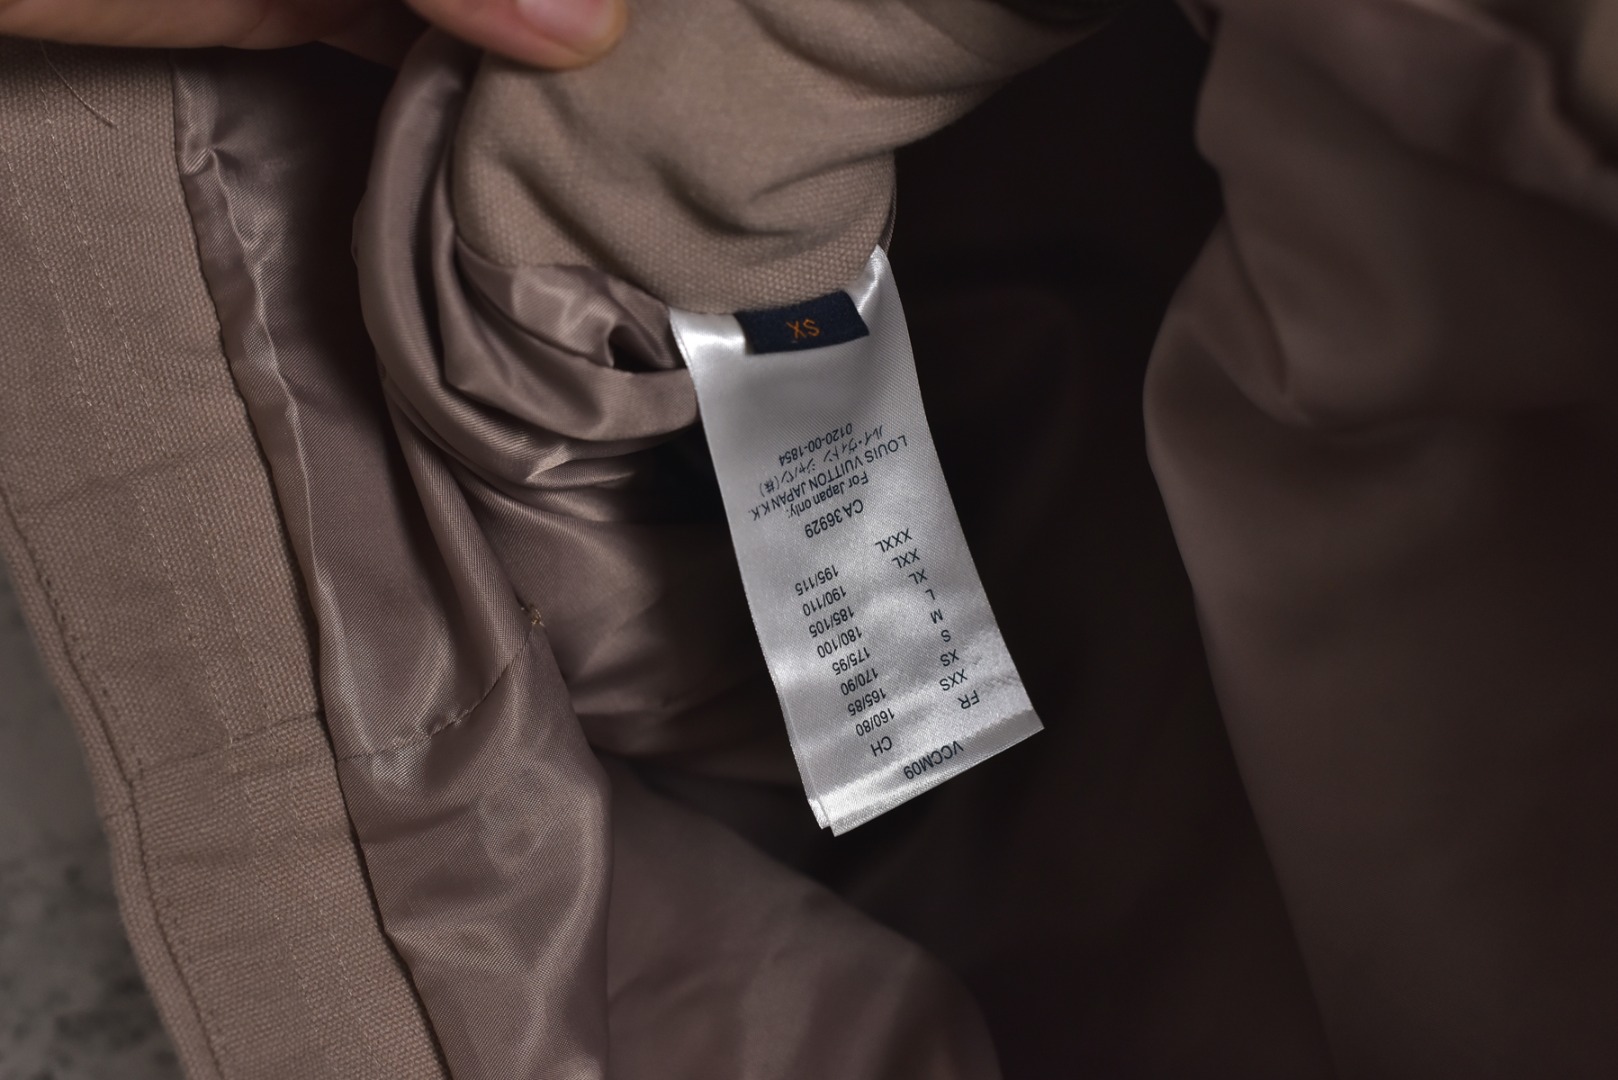 VCCM09
FR CH
XXS 160/80
XS 165/85
S 170/90
M 175/95
L 180/100
XL 185/105
XXL 190/110
XXXL 195/115
CA 36929
For Japan only:
LOUIS VUITTON JAPAN K.K.
ルイ・ヴィトン ジャパン(株)
0120-00-1854
XS